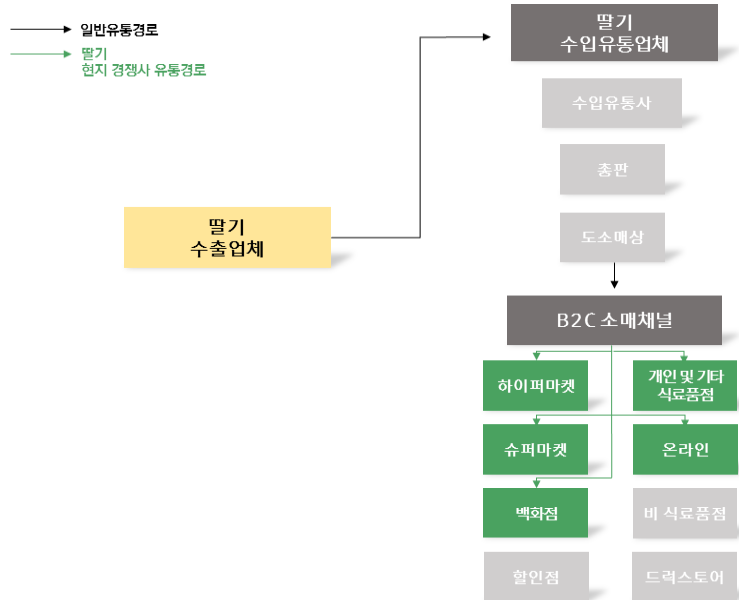 일반유통경로
딸기
현지 경쟁사 유통경로
딸기
수입유통업체
수입유통사
총판
딸기
수출업체
도소매상
B2C 소매채널
하이퍼마켓
개인 및 기타
식료품점
슈퍼마켓
온라인
백화점
비 식료품점
할인점
드럭스토어